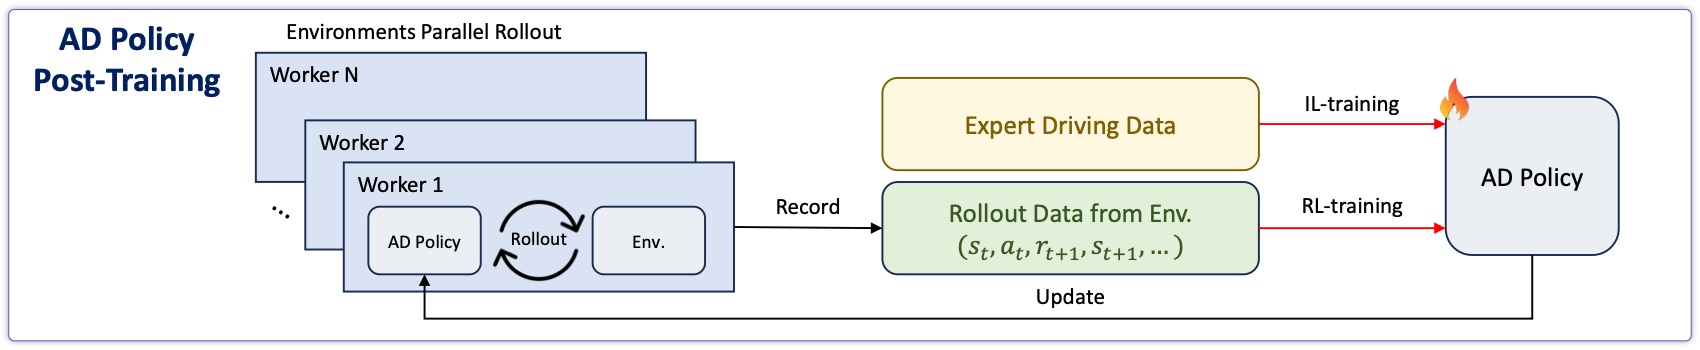 AD Policy
Post-Training
Environments Parallel Rollout
Worker N
Worker 2
Worker 1
...
AD Policy
Rollout
Env.
Record
Expert Driving Data
Rollout Data from Env.
(s_t, a_t, r_{t+1}, s_{t+1}, ...)
IL-training
RL-training
AD Policy
Update